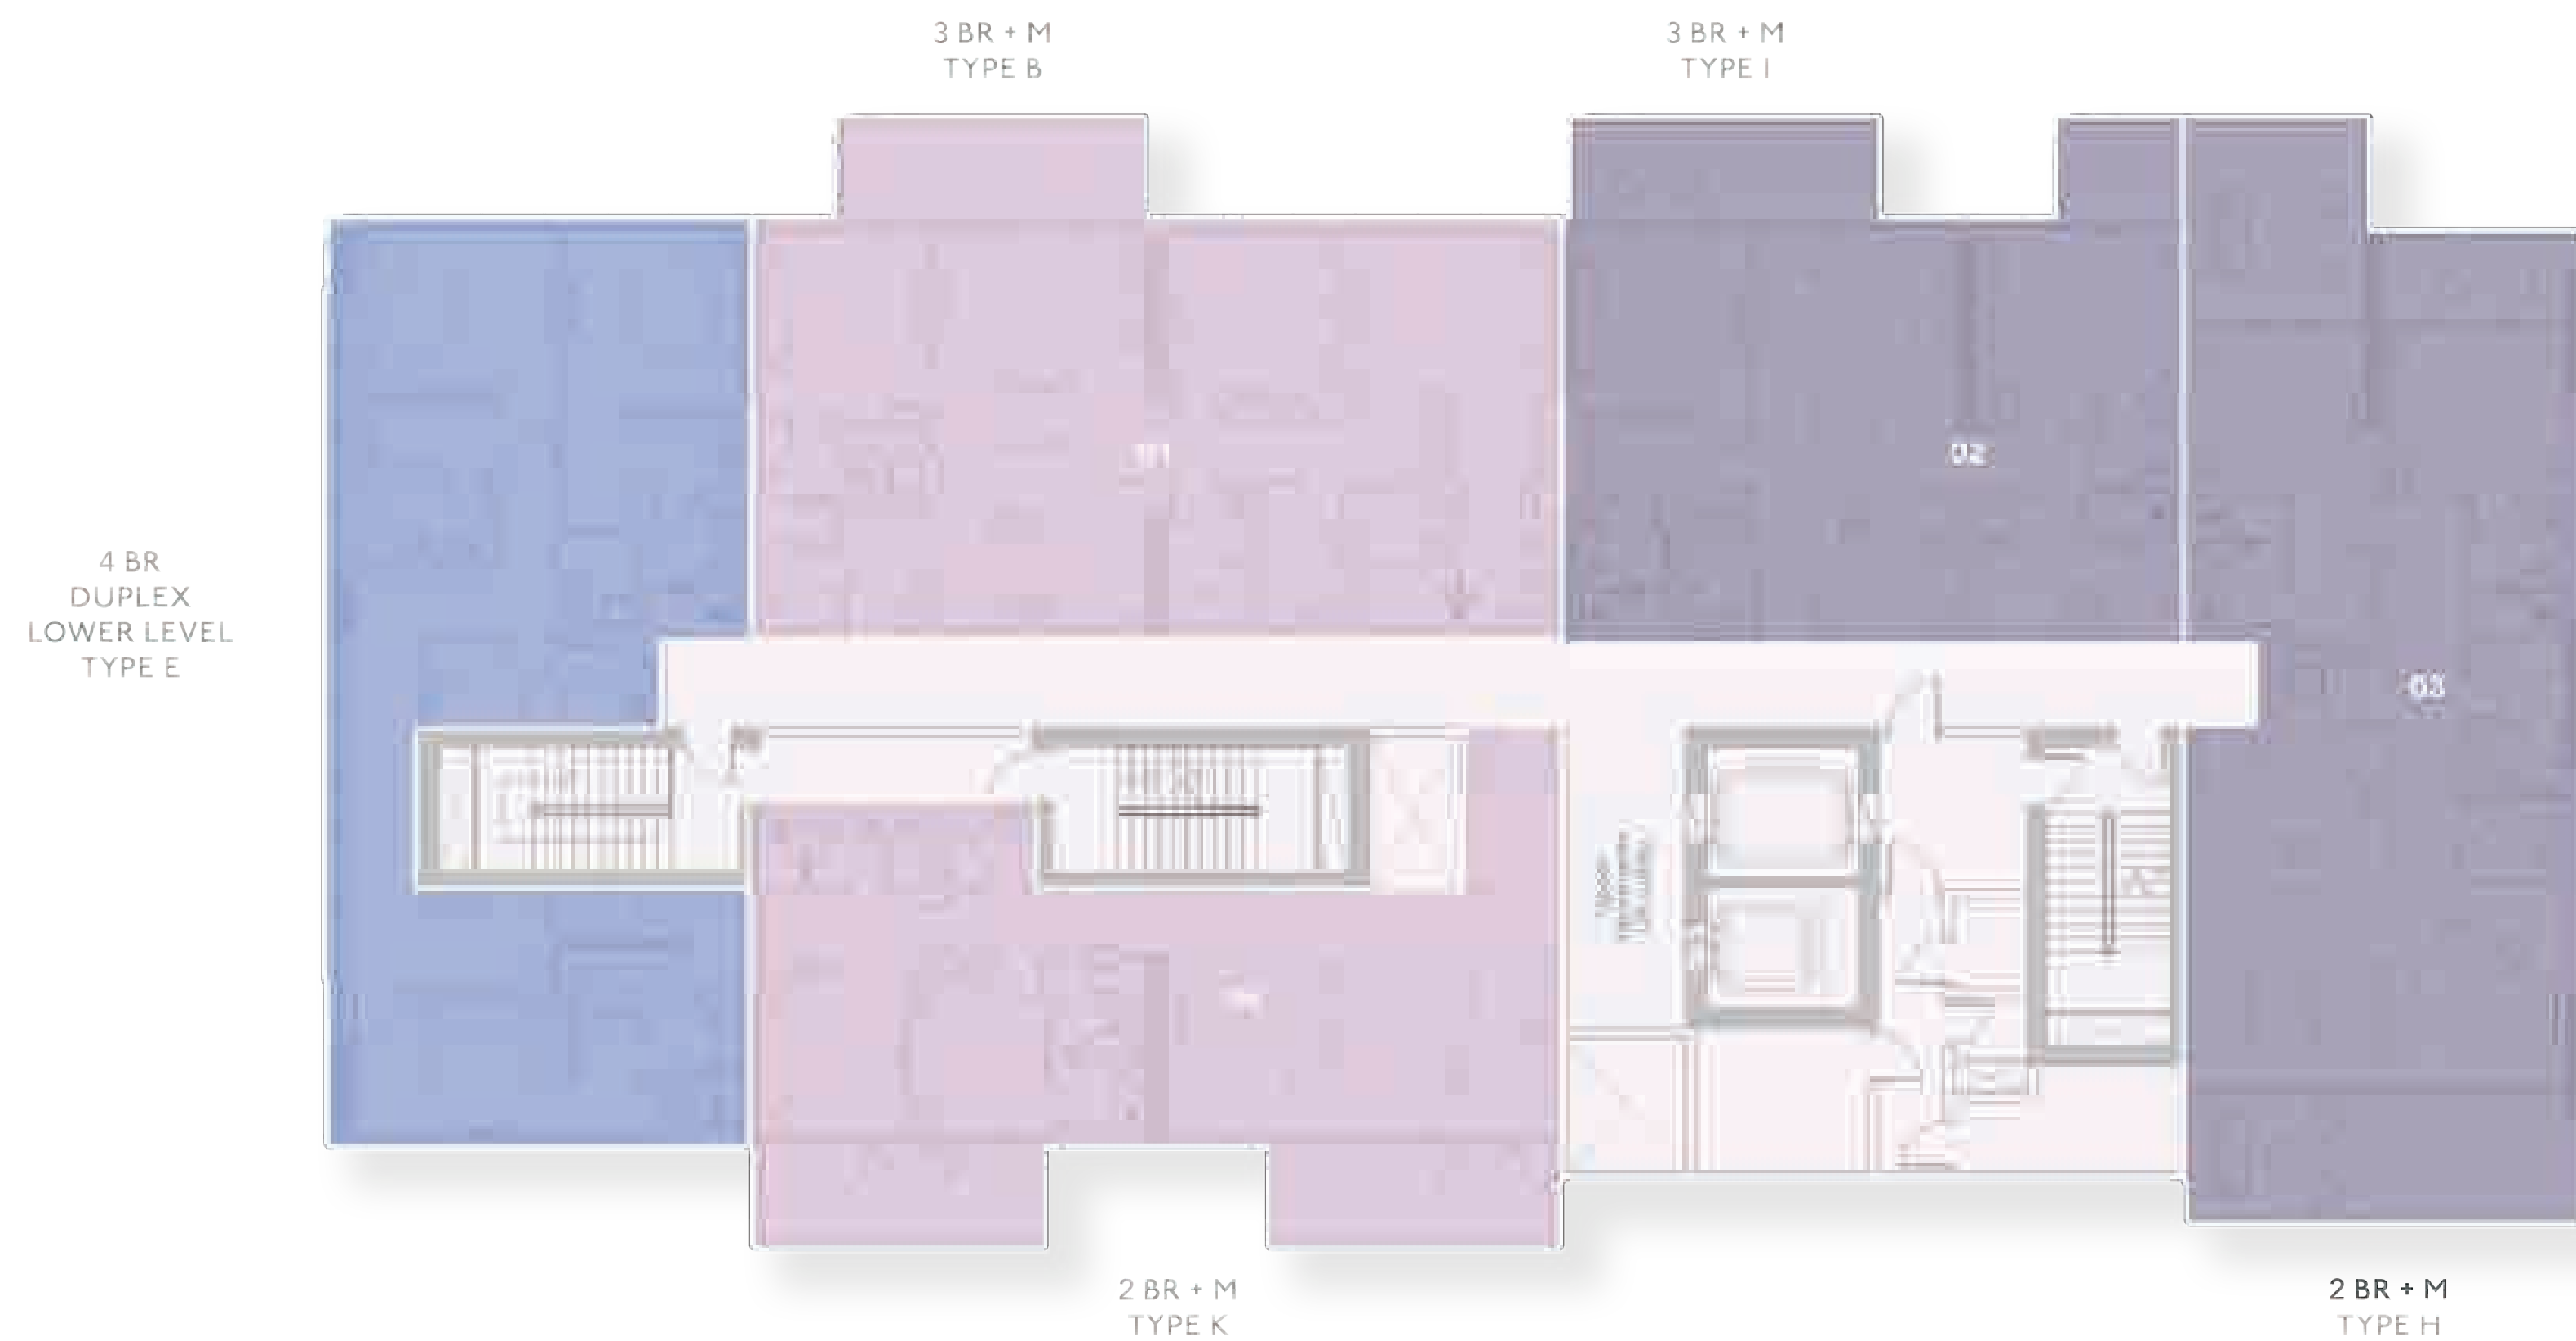 3 BR + M
TYPE B
3 BR + M
TYPE I
02
4 BR
DUPLEX
LOWER LEVEL
TYPE E
03
2 BR + M
TYPE K
2 BR + M
TYPE H